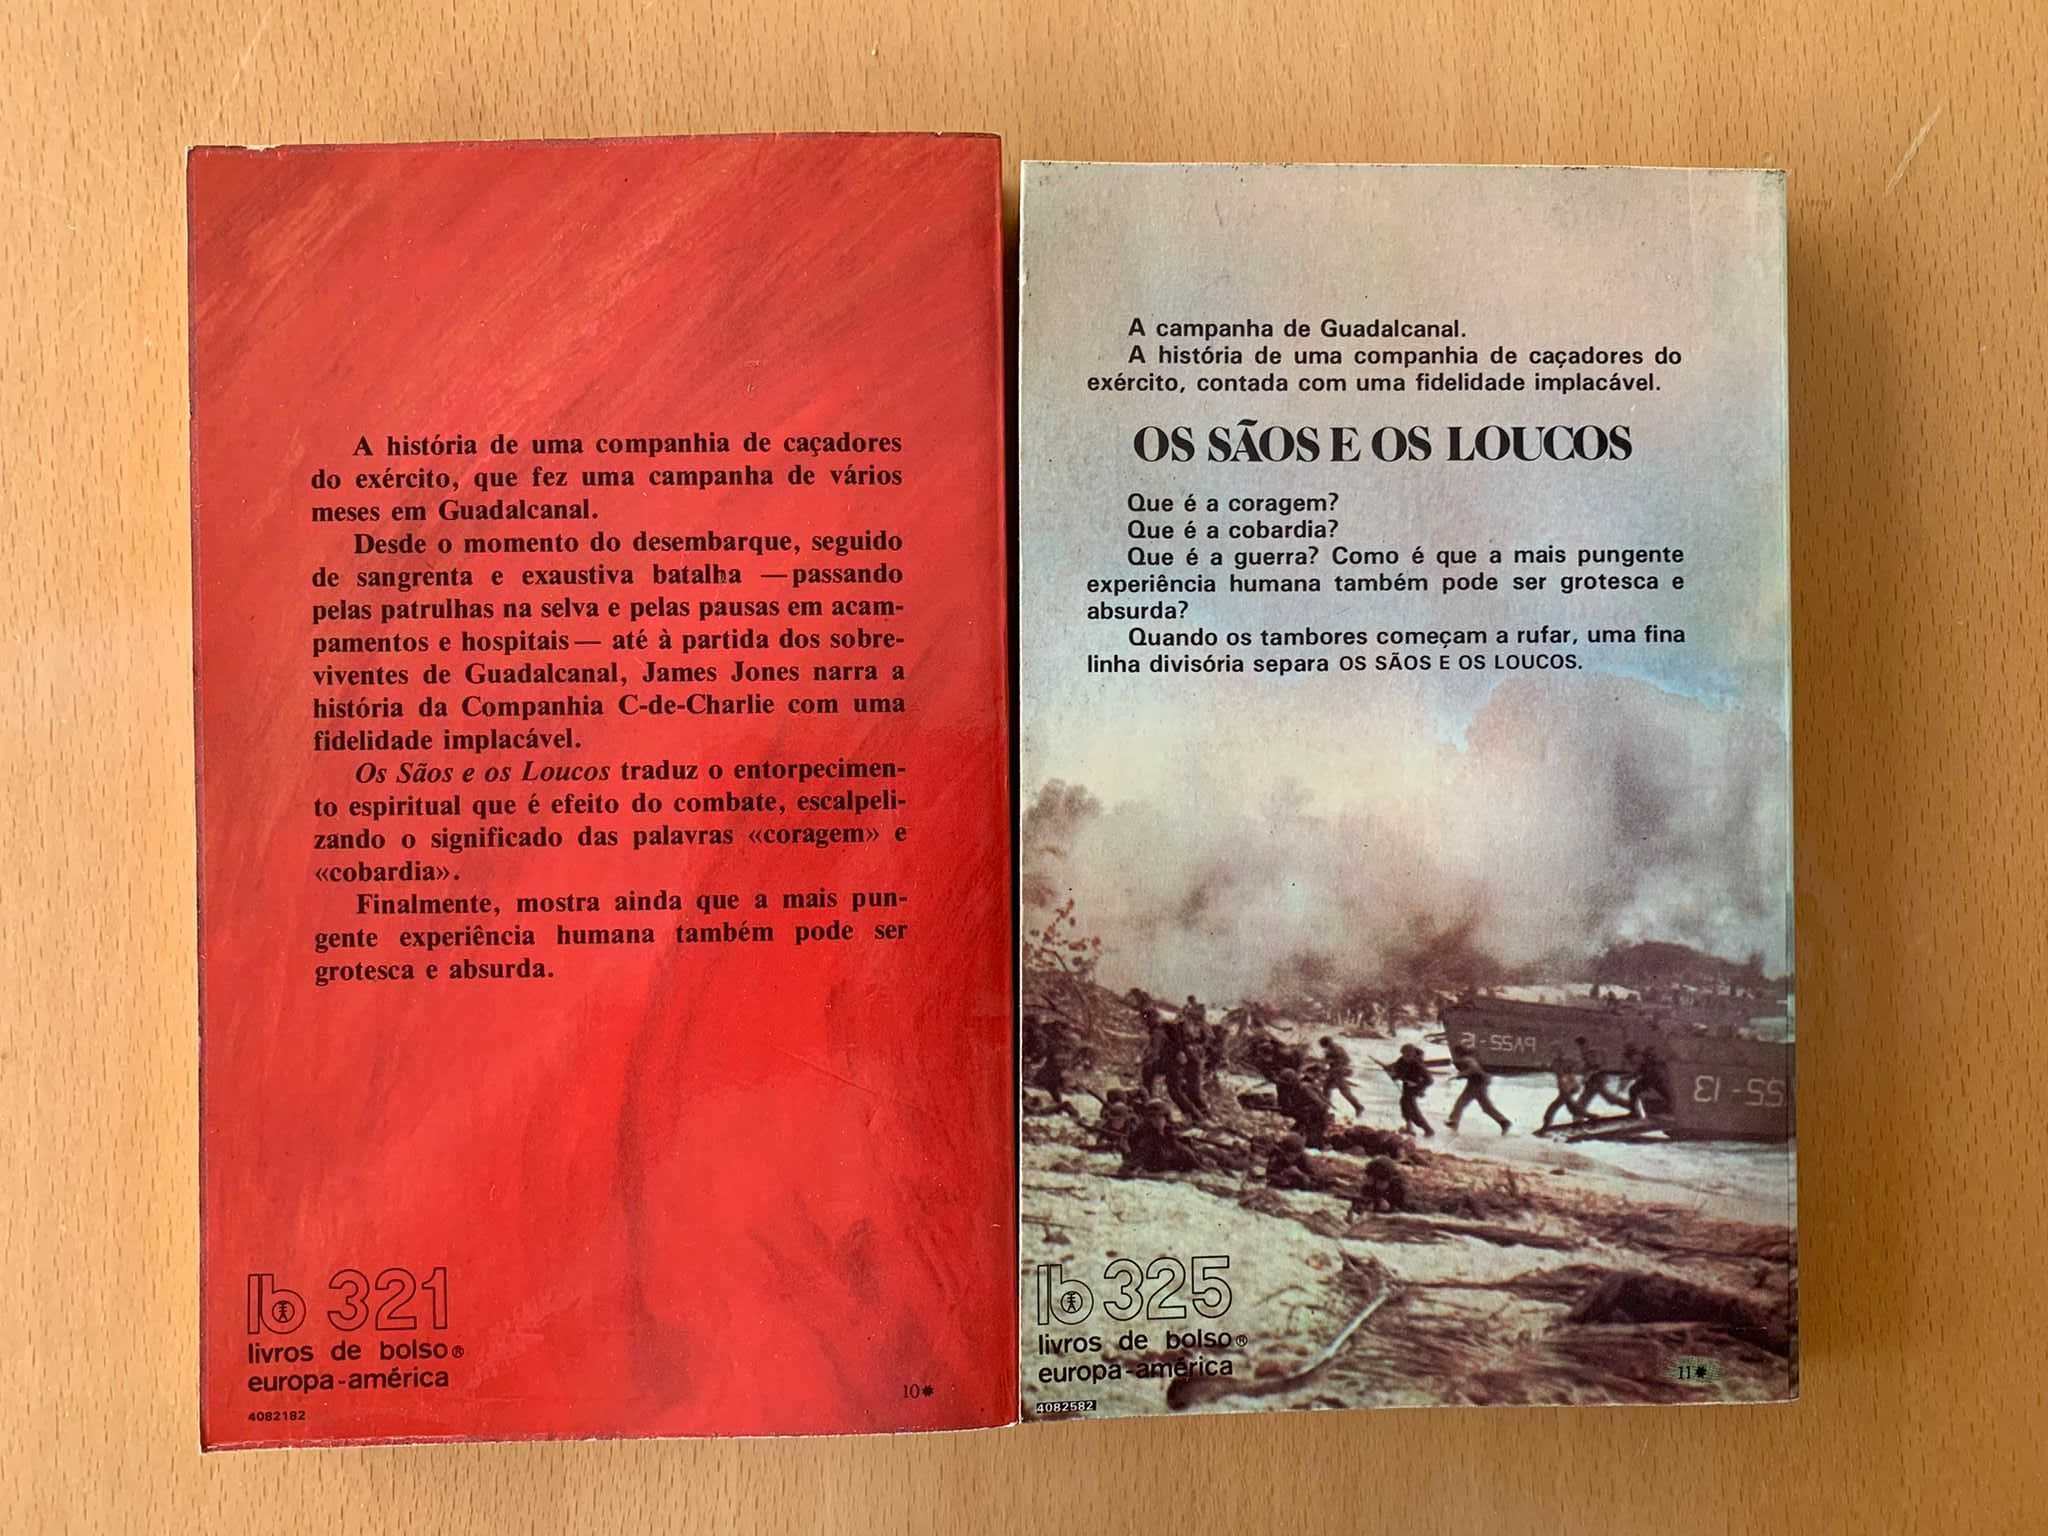 A história de uma companhia de caçadores
do exército, que fez uma campanha de vários
meses em Guadalcanal.
Desde o momento do desembarque, seguido
de sangrenta e exaustiva batalha —passando
pelas patrulhas na selva e pelas pausas em acam-
pamentos e hospitais— até à partida dos sobre-
viventes de Guadalcanal, James Jones narra a
história da Companhia C-de-Charlie com uma
fidelidade implacável.
Os Sãos e os Loucos traduz o entorpecimen-
to espiritual que é efeito do combate, escalpeli-
zando o significado das palavras «coragem» e
«cobardia».
Finalmente, mostra ainda que a mais pun-
gente experiência humana também pode ser
grotesca e absurda.
lb 321
livros de bolso®
europa-américa
4082182
10*
A campanha de Guadalcanal.
A história de uma companhia de caçadores do
exército, contada com uma fidelidade implacável.
OS SÃOS E OS LOUCOS
Que é a coragem?
Que é a cobardia?
Que é a guerra? Como é que a mais pungente
experiência humana também pode ser grotesca e
absurda?
Quando os tambores começam a rufar, uma fina
linha divisória separa OS SÃOS E OS LOUCOS.
lb 325
livros de bolso®
europa-américa
4082582
11*